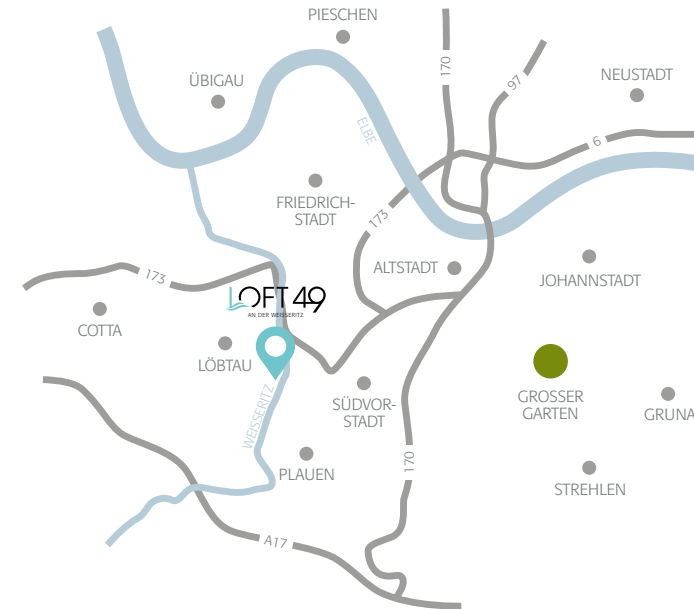 PIESCHEN
170
97
NEUSTADT
ÜBIGAU
ELBE
6
FRIEDRICH-
STADT
173
ALTSTADT
JOHANNSTADT
173
LOFT 49
AN DER WEISSERITZ
COTTA
LÖBTAU
WEISSERITZ
SÜDVOR-
STADT
GROSSER
GARTEN
GRUNA
PLAUEN
170
STREHLEN
A17